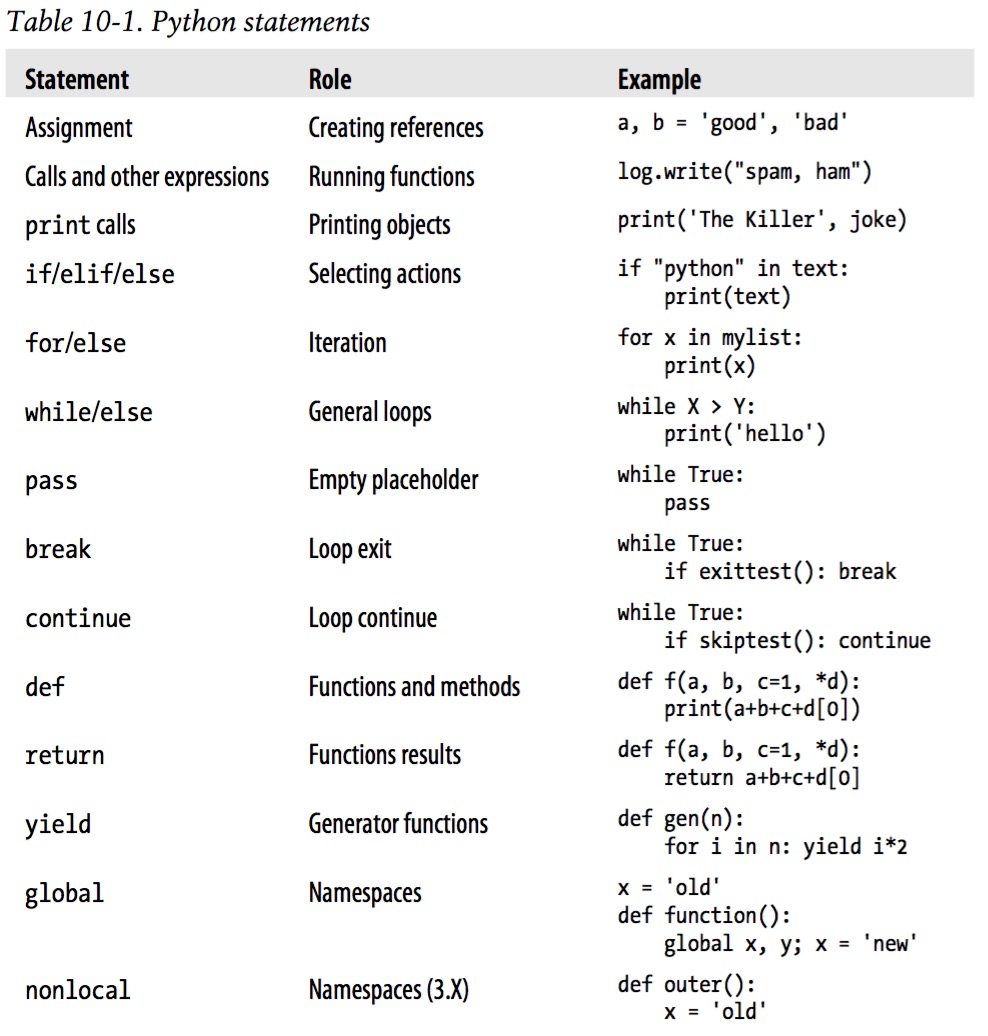 Table 10-1. Python statements
Statement Role Example
Assignment Creating references a, b = 'good', 'bad'
Calls and other expressions Running functions log.write("spam, ham")
print calls Printing objects print('The Killer', joke)
if/elif/else Selecting actions if "python" in text:
    print(text)
for/else Iteration for x in mylist:
    print(x)
while/else General loops while X > Y:
    print('hello')
pass Empty placeholder while True:
    pass
break Loop exit while True:
    if exittest(): break
continue Loop continue while True:
    if skiptest(): continue
def Functions and methods def f(a, b, c=1, *d):
    print(a+b+c+d[0])
return Functions results def f(a, b, c=1, *d):
    return a+b+c+d[0]
yield Generator functions def gen(n):
    for i in n: yield i*2
global Namespaces x = 'old'
def function():
    global x, y; x = 'new'
nonlocal Namespaces (3.X) def outer():
    x = 'old'